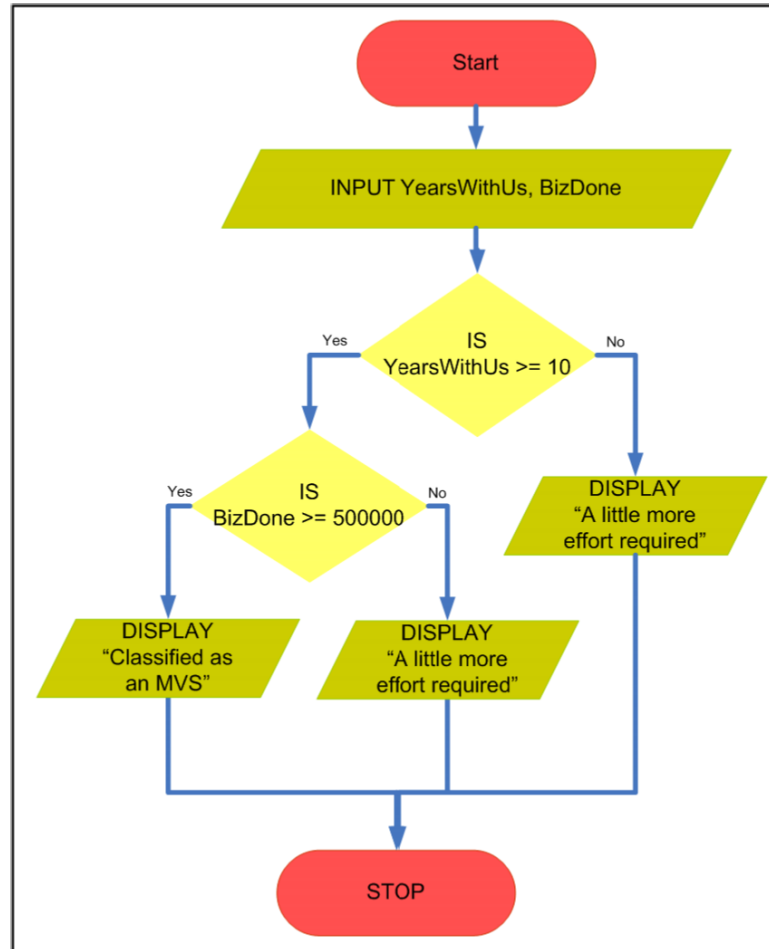 Start
INPUT YearsWithUs, BizDone
IS
YearsWithUs >= 10
Yes
No
IS
BizDone >= 500000
Yes
No
DISPLAY
“A little more
effort required”
DISPLAY
“Classified as
an MVS”
DISPLAY
“A little more
effort required”
STOP